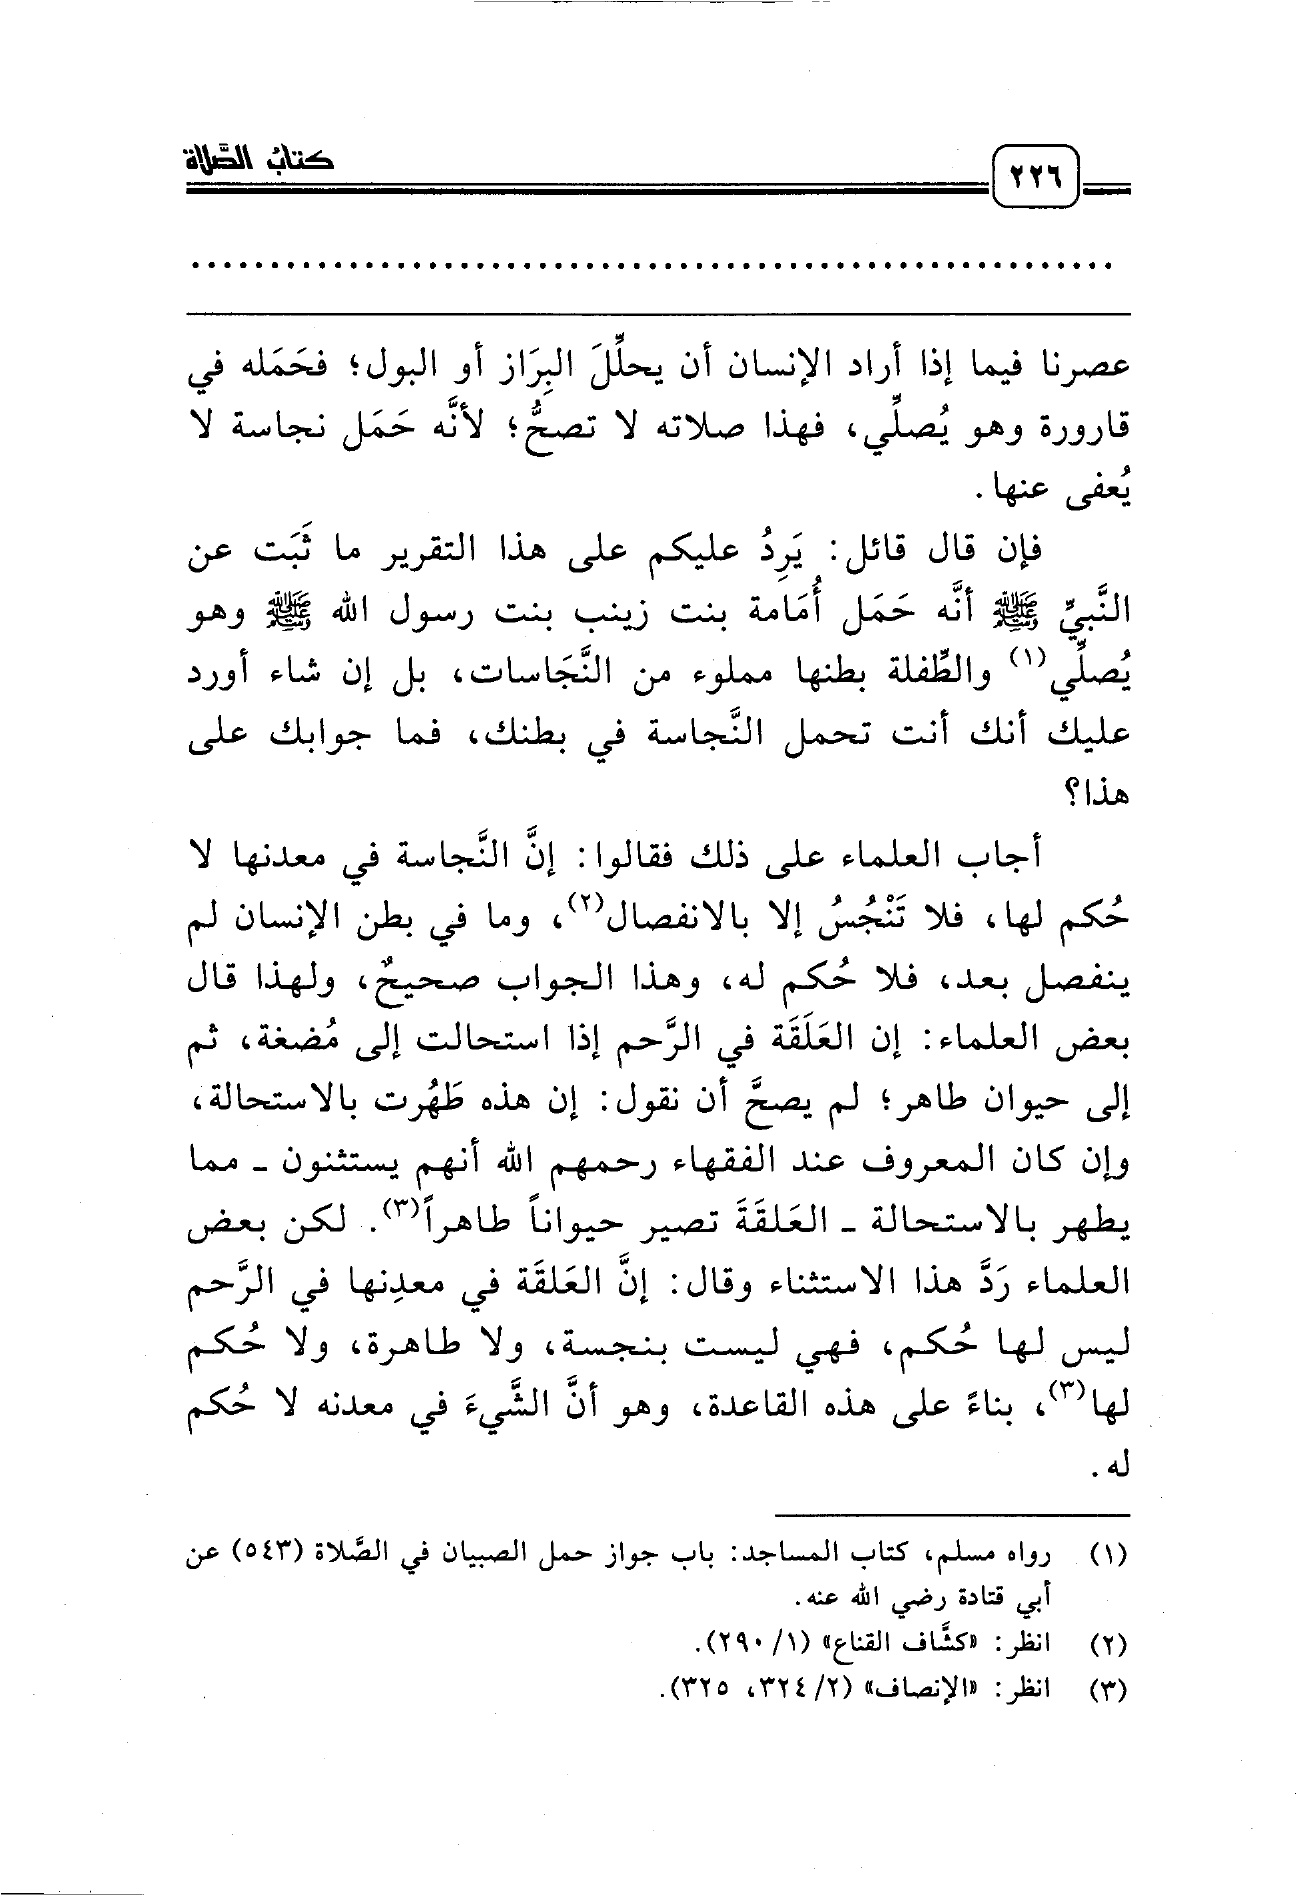 ٢٢٦
كتابُ الصَّلاة
عصرنا فيما إذا أراد الإنسان أن يحلِّلَ البِرَاز أو البول؛ فحَمَله في
قارورة وهو يُصلِّي، فهذا صلاته لا تصحُّ؛ لأنَّه حَمَل نجاسة لا
يُعفى عنها.
فإن قال قائل: يَرِدُ عليكم على هذا التقرير ما ثَبَت عن
النَّبيِّ ﷺ أنَّه حَمَل أُمَامة بنت زينب بنت رسول الله ﷺ وهو
يُصلِّي(١) والطِّفلة بطنها مملوء من النَّجَاسات، بل إن شاء أورد
عليك أنك أنت تحمل النَّجاسة في بطنك، فما جوابك على
هذا؟
أجاب العلماء على ذلك فقالوا: إنَّ النَّجاسة في معدنها لا
حُكم لها، فلا تَنْجُسُ إلا بالانفصال(٢)، وما في بطن الإنسان لم
ينفصل بعد، فلا حُكم له، وهذا الجواب صحيحٌ، ولهذا قال
بعض العلماء: إن العَلَقَة في الرَّحم إذا استحالت إلى مُضغة، ثم
إلى حيوان طاهر؛ لم يصحَّ أن نقول: إن هذه طَهُرت بالاستحالة،
وإن كان المعروف عند الفقهاء رحمهم الله أنهم يستثنون ـ مما
يطهر بالاستحالة ـ العَلَقَةَ تصير حيواناً طاهراً(٣). لكن بعض
العلماء رَدَّ هذا الاستثناء وقال: إنَّ العَلقَة في معدِنها في الرَّحم
ليس لها حُكم، فهي ليست بنجسة، ولا طاهرة، ولا حُكم
لها(٣)، بناءً على هذه القاعدة، وهو أنَّ الشَّيءَ في معدنه لا حُكم
له.
(١) رواه مسلم، كتاب المساجد: باب جواز حمل الصبيان في الصَّلاة (٥٤٣) عن
أبي قتادة رضي الله عنه.
(٢) انظر: «كشَّاف القناع» (١/ ٢٩٠).
(٣) انظر: «الإنصاف» (٢/ ٣٢٤، ٣٢٥).